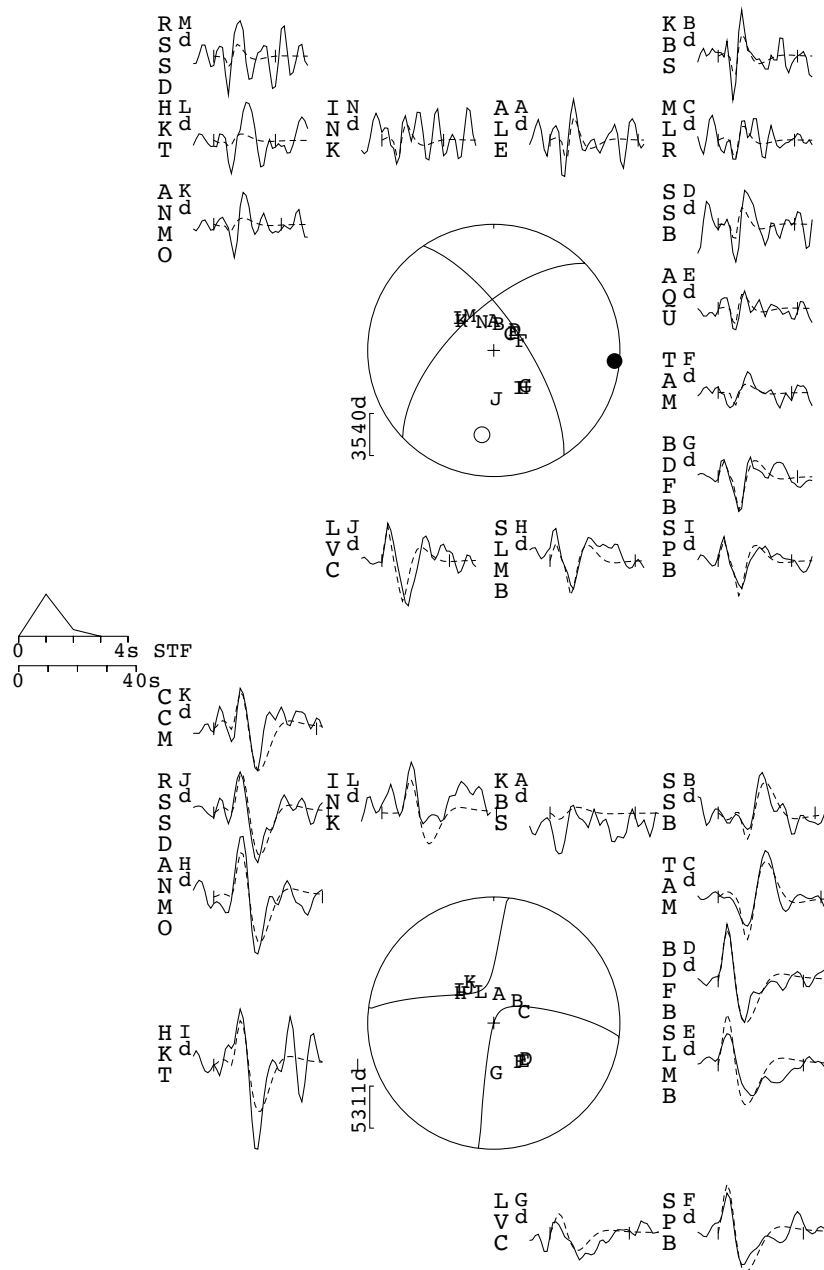 RSSD M d
KBS B d
HKT L d
INK N d
ALE A d
MLR C d
ANMO K d
SSB D d
AQU E d
TAM F d
BDFB G d
LVC J d
SLMB H d
SPB I d
K M N A B C F
J G
3540d
0 4s STF
0 40s
CCM K d
RSSD J d
INK L d
KBS A d
SSB B d
ANMO H d
TAM C d
BDFB D d
HKT I d
SLMB E d
K J L A B C
G E D
5311d
LVC G d
SPB F d